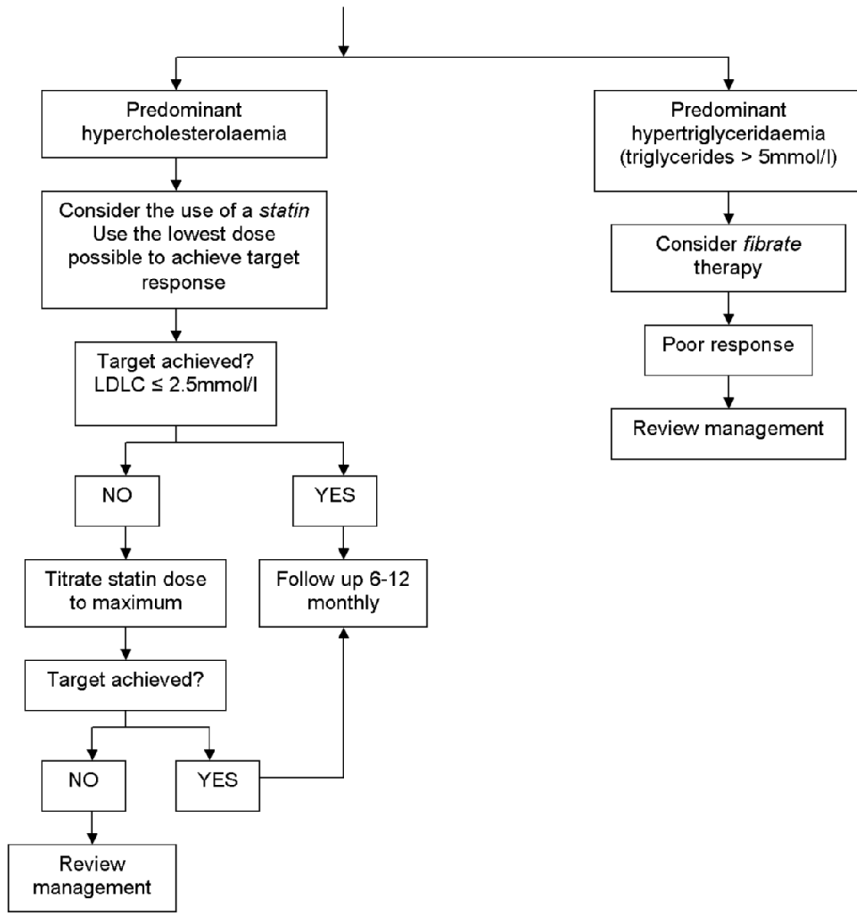 Predominant
hypercholesterolaemia
Consider the use of a statin
Use the lowest dose
possible to achieve target
response
Target achieved?
LDLC ≤ 2.5mmol/l
NO
YES
Titrate statin dose
to maximum
Follow up 6-12
monthly
Target achieved?
NO
YES
Review
management
Predominant
hypertriglyceridaemia
(triglycerides > 5mmol/l)
Consider fibrate
therapy
Poor response
Review management